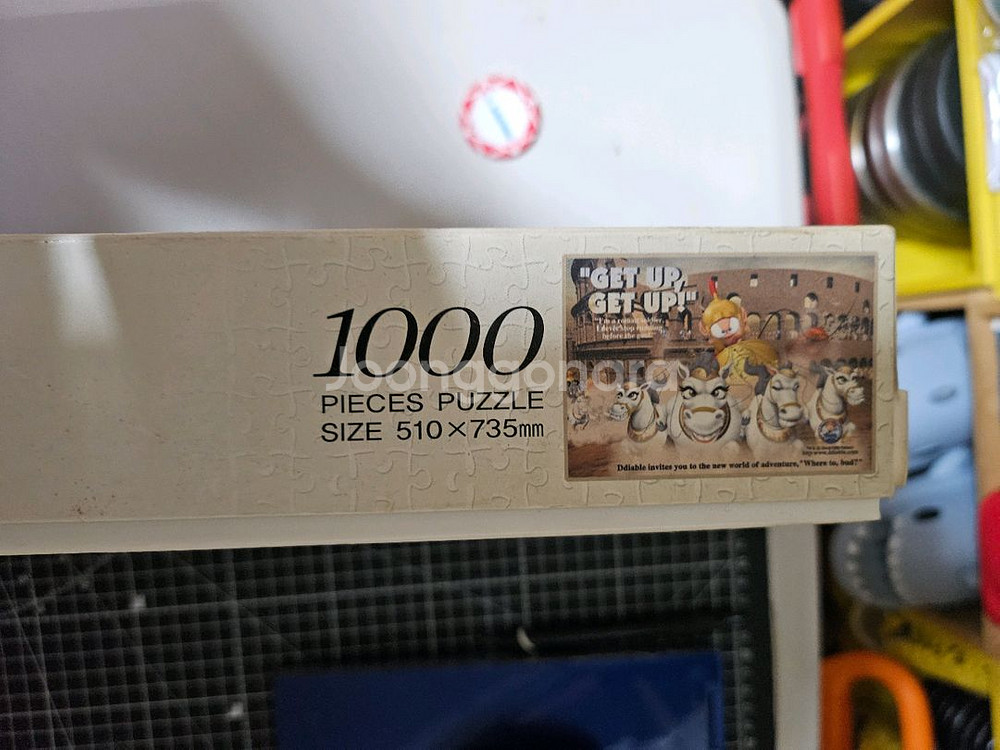 "GET UP,
GET UP!"
1000
Joonggonara
PIECES PUZZLE
SIZE 510×735mm
Ddiable invites you to the new world of adventure, "Where to, bud?"